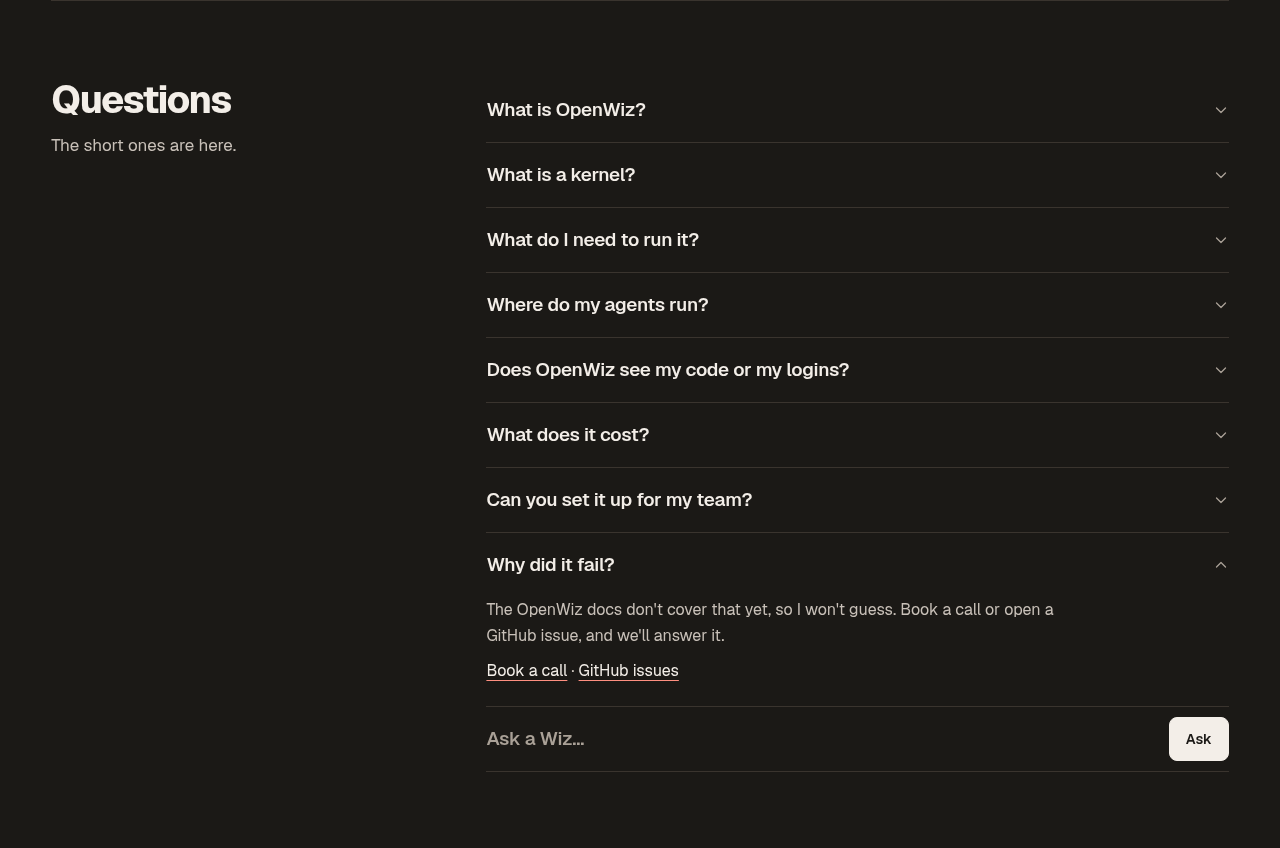 Questions
The short ones are here.
What is OpenWiz?
What is a kernel?
What do I need to run it?
Where do my agents run?
Does OpenWiz see my code or my logins?
What does it cost?
Can you set it up for my team?
Why did it fail?
The OpenWiz docs don't cover that yet, so I won't guess. Book a call or open a
GitHub issue, and we'll answer it.
Book a call · GitHub issues
Ask a Wiz...
Ask